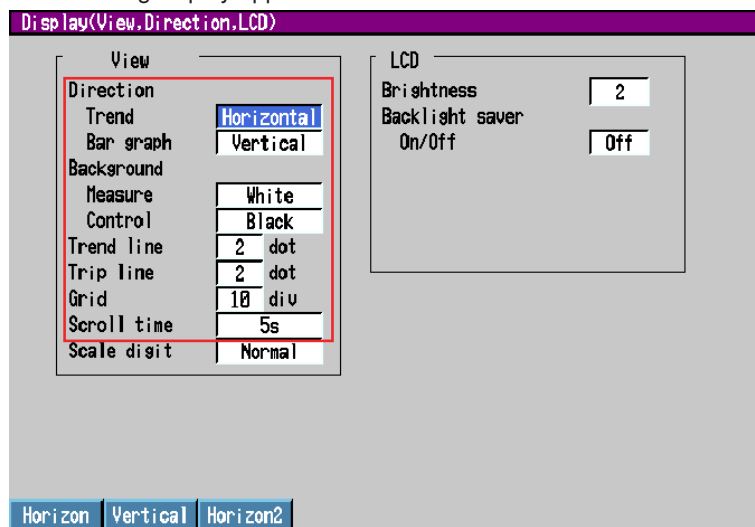 Display(View,Direction,LCD)
View
Direction
Trend Horizontal
Bar graph Vertical
Background
Measure White
Control Black
Trend line 2 dot
Trip line 2 dot
Grid 10 div
Scroll time 5s
Scale digit Normal
LCD
Brightness 2
Backlight saver
On/Off Off
Horizon Vertical Horizon2